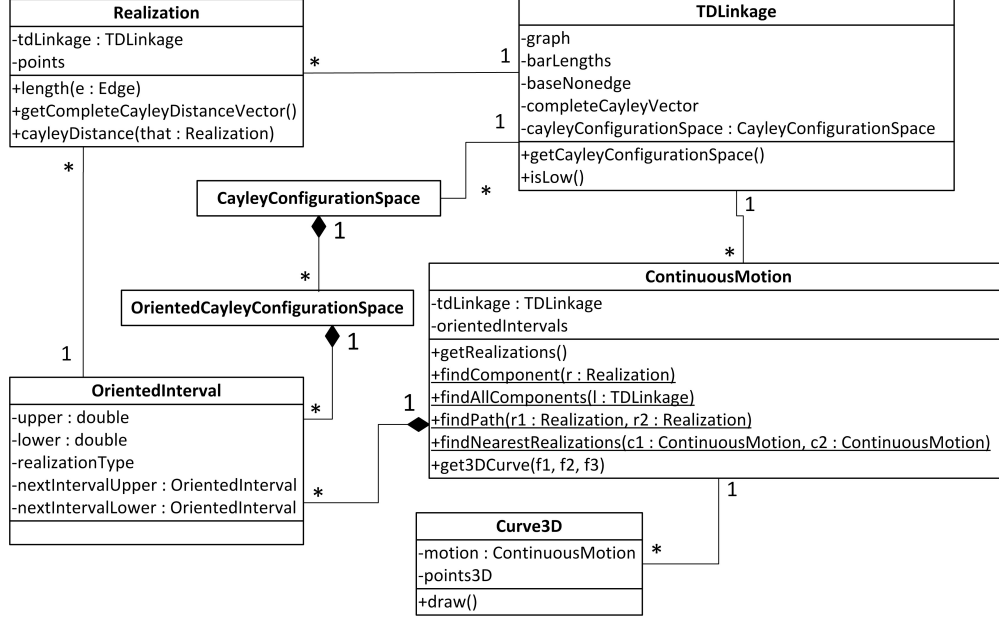 Realization
-tdLinkage : TDLinkage
-points
+length(e : Edge)
+getCompleteCayleyDistanceVector()
+cayleyDistance(that : Realization)
*
1
TDLinkage
-graph
-barLengths
-baseNonedge
-completeCayleyVector
-cayleyConfigurationSpace : CayleyConfigurationSpace
+getCayleyConfigurationSpace()
+isLow()
1
*
*
CayleyConfigurationSpace
1
*
1
*
OrientedCayleyConfigurationSpace
1
*
ContinuousMotion
-tdLinkage : TDLinkage
-orientedIntervals
+getRealizations()
+findComponent(r : Realization)
+findAllComponents(l : TDLinkage)
+findPath(r1 : Realization, r2 : Realization)
+findNearestRealizations(c1 : ContinuousMotion, c2 : ContinuousMotion)
+get3DCurve(f1, f2, f3)
1
OrientedInterval
-upper : double
-lower : double
-realizationType
-nextIntervalUpper : OrientedInterval
-nextIntervalLower : OrientedInterval
1
*
1
*
Curve3D
-motion : ContinuousMotion
-points3D
+draw()